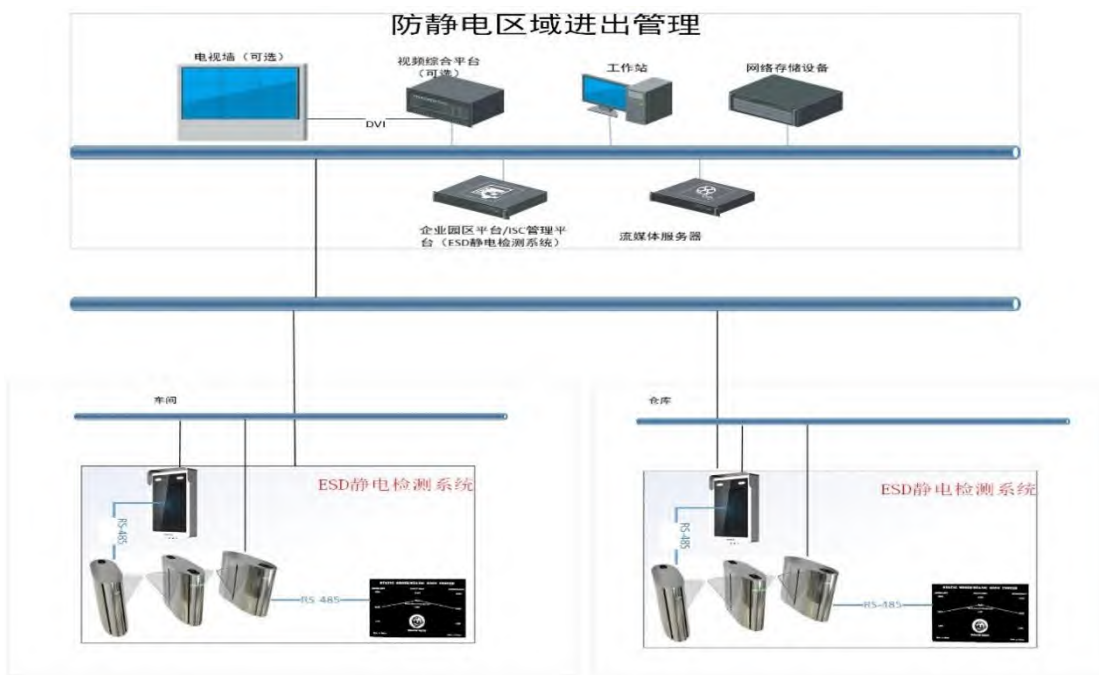 防静电区域进出管理
电视墙（可选）
视频综合平台
（可选）
工作站
网络存储设备
DVI
企业园区平台/ISC管理平
台（ESD静电检测系统）
流媒体服务器
车间
仓库
ESD静电检测系统
RS-485
RS-485
ESD静电检测系统
RS-485
RS-485